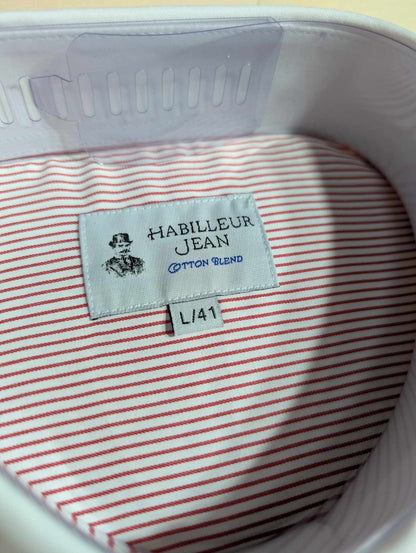 HABILLEUR
JEAN
COTTON BLEND
L/41